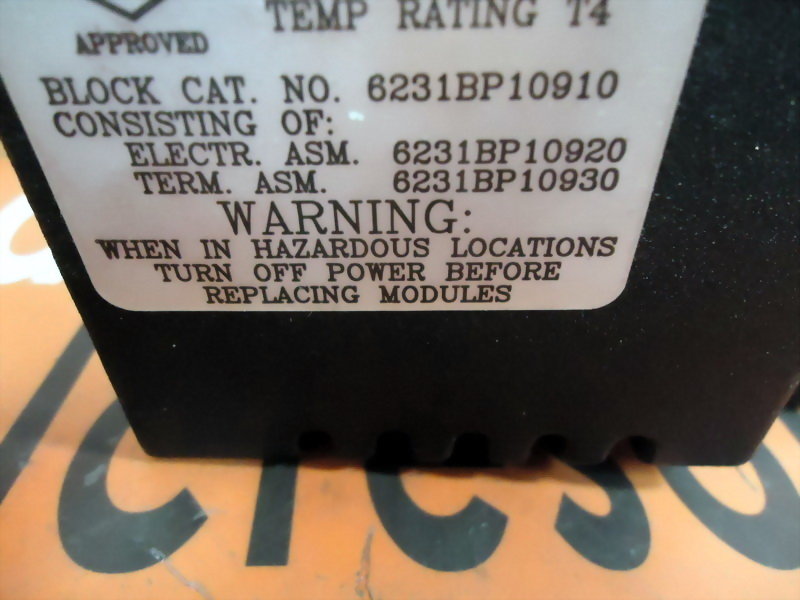 TEMP RATING T4
APPROVED
BLOCK CAT. NO. 6231BP10910
CONSISTING OF:
ELECTR. ASM. 6231BP10920
TERM. ASM. 6231BP10930
WARNING:
WHEN IN HAZARDOUS LOCATIONS
TURN OFF POWER BEFORE
REPLACING MODULES